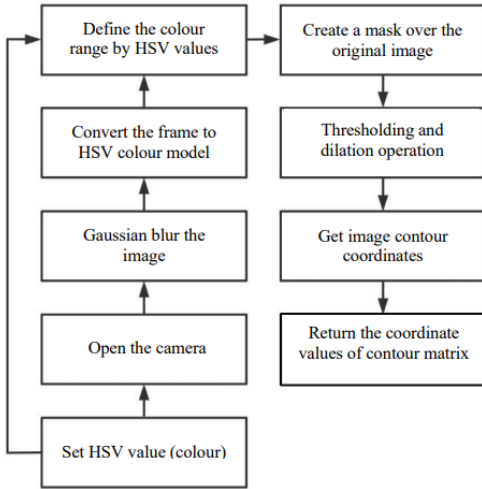 Define the colour
range by HSV values
Create a mask over the
original image
Convert the frame to
HSV colour model
Thresholding and
dilation operation
Gaussian blur the
image
Get image contour
coordinates
Open the camera
Return the coordinate
values of contour matrix
Set HSV value (colour)